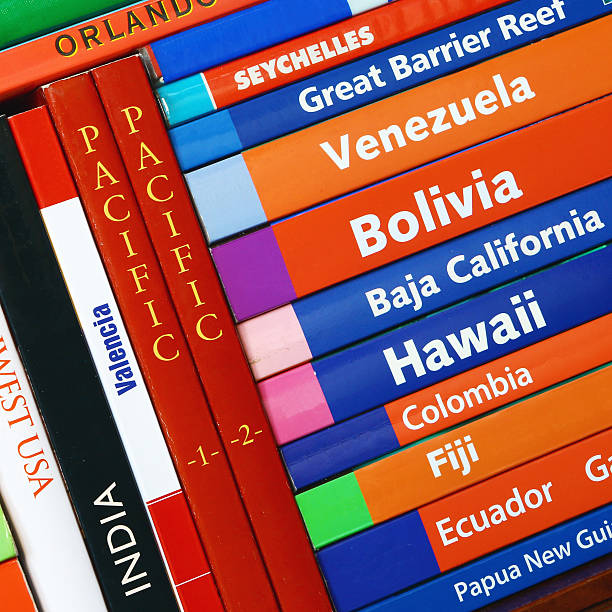 ORLANDO
SEYCHELLES
Great Barrier Reef
Venezuela
Bolivia
Baja California
Hawaii
Colombia
Fiji
Ecuador Ga
Papua New Gui
WEST USA
INDIA
Valencia
PACIFIC -1-
PACIFIC -2-